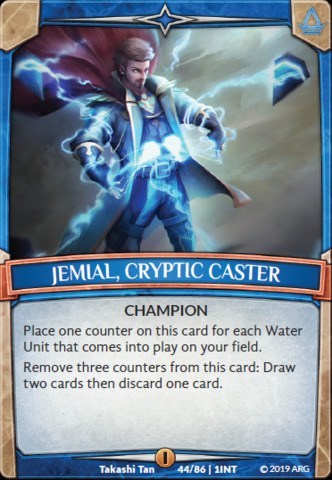 JEMIAL, CRYPTIC CASTER
CHAMPION
Place one counter on this card for each Water
Unit that comes into play on your field.
Remove three counters from this card: Draw
two cards then discard one card.
I
Takashi Tan 44/86 | 1INT © 2019 ARG